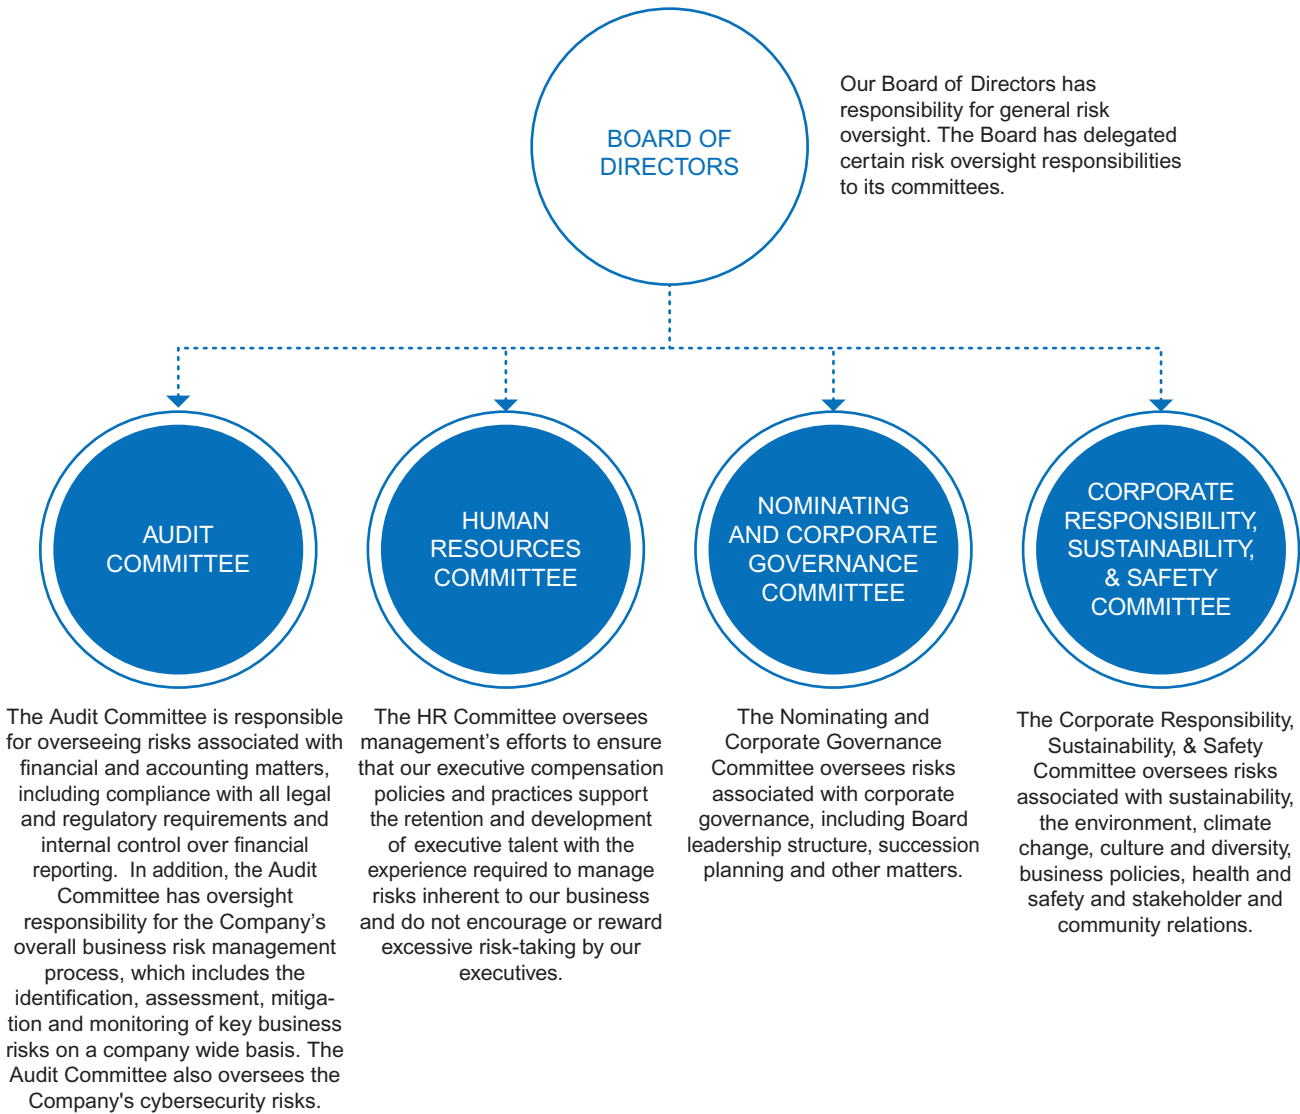 BOARD OF
DIRECTORS
Our Board of Directors has
responsibility for general risk
oversight. The Board has delegated
certain risk oversight responsibilities
to its committees.
AUDIT
COMMITTEE
The Audit Committee is responsible
for overseeing risks associated with
financial and accounting matters,
including compliance with all legal
and regulatory requirements and
internal control over financial
reporting.  In addition, the Audit
Committee has oversight
responsibility for the Company’s
overall business risk management
process, which includes the
identification, assessment, mitiga-
tion and monitoring of key business
risks on a company wide basis. The
Audit Committee also oversees the
Company's cybersecurity risks.
HUMAN
RESOURCES
COMMITTEE
The HR Committee oversees
management’s efforts to ensure
that our executive compensation
policies and practices support
the retention and development
of executive talent with the
experience required to manage
risks inherent to our business
and do not encourage or reward
excessive risk-taking by our
executives.
NOMINATING
AND CORPORATE
GOVERNANCE
COMMITTEE
The Nominating and
Corporate Governance
Committee oversees risks
associated with corporate
governance, including Board
leadership structure, succession
planning and other matters.
CORPORATE
RESPONSIBILITY,
SUSTAINABILITY,
& SAFETY
COMMITTEE
The Corporate Responsibility,
Sustainability, & Safety
Committee oversees risks
associated with sustainability,
the environment, climate
change, culture and diversity,
business policies, health and
safety and stakeholder and
community relations.